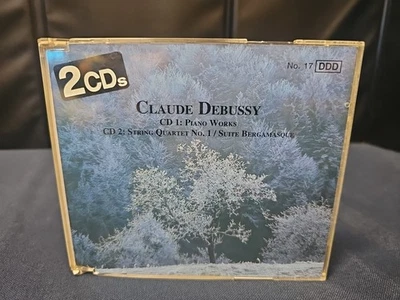 2CDs
No. 17 DDD
CLAUDE DEBUSSY
CD 1: PIANO WORKS
CD 2: STRING QUARTET NO. 1 / SUITE BERGAMASQUE